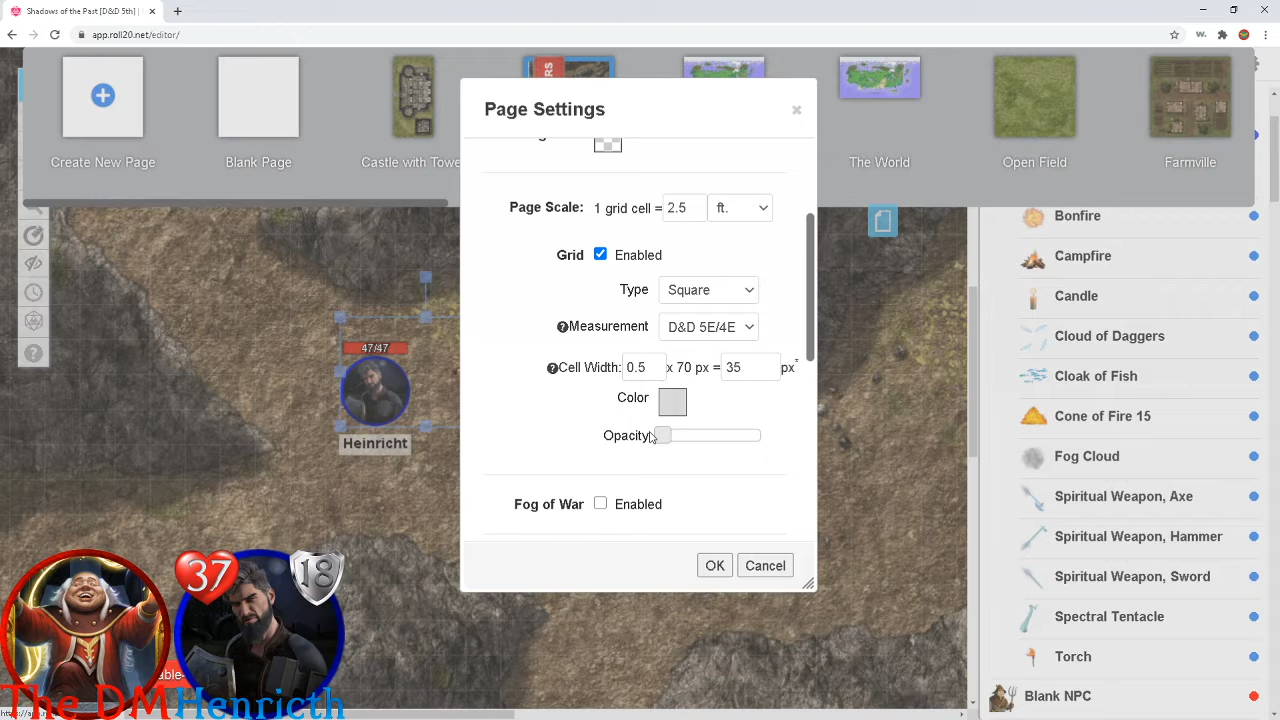 Shadows of the Past [D&D 5th] |
app.roll20.net/editor/
ERS
Create New Page
Blank Page
Castle with Towe
The World
Open Field
Farmville
Page Settings
Page Scale: 1 grid cell = 2.5 ft.
Grid Enabled
Type Square
Measurement D&D 5E/4E
Cell Width: 0.5 x 70 px = 35 px*
Color
Opacity
Fog of War Enabled
OK Cancel
47/47
Heinricht
37
18
The DM
Henricth
Bonfire
Campfire
Candle
Cloud of Daggers
Cloak of Fish
Cone of Fire 15
Fog Cloud
Spiritual Weapon, Axe
Spiritual Weapon, Hammer
Spiritual Weapon, Sword
Spectral Tentacle
Torch
Blank NPC